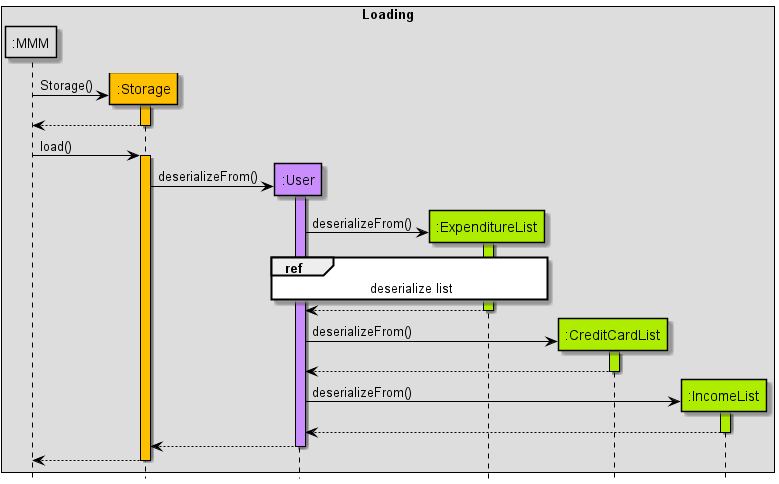 Loading
:MMM
Storage()
:Storage
load()
deserializeFrom()
:User
deserializeFrom()
:ExpenditureList
ref
deserialize list
deserializeFrom()
:CreditCardList
deserializeFrom()
:IncomeList